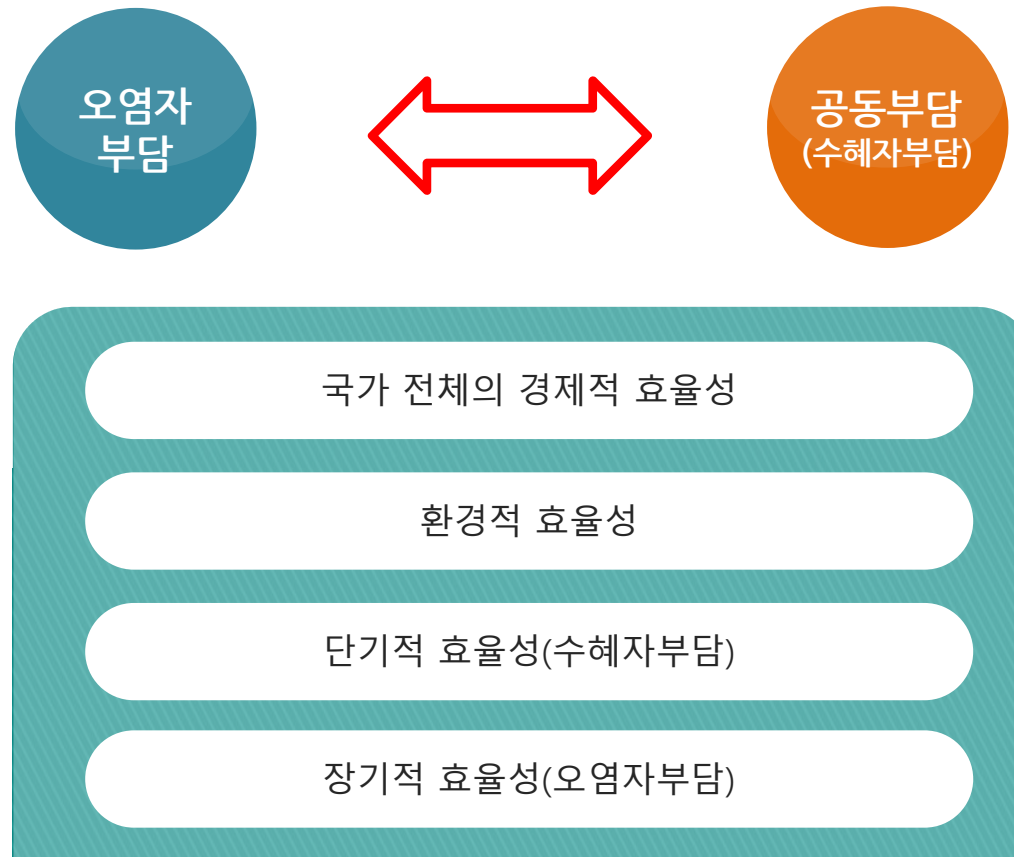 오염자
부담
공동부담
(수혜자부담)
국가 전체의 경제적 효율성
환경적 효율성
단기적 효율성(수혜자부담)
장기적 효율성(오염자부담)